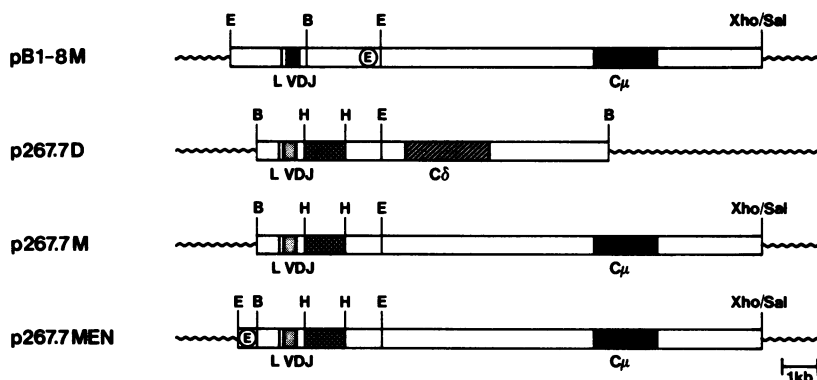 E B E Xho/Sal
pB1-8M E
L VDJ Cμ
B H H E B
p267.7D
L VDJ Cδ
B H H E Xho/Sal
p267.7M
L VDJ Cμ
E B H H E Xho/Sal
p267.7MEN E
L VDJ Cμ
1kb